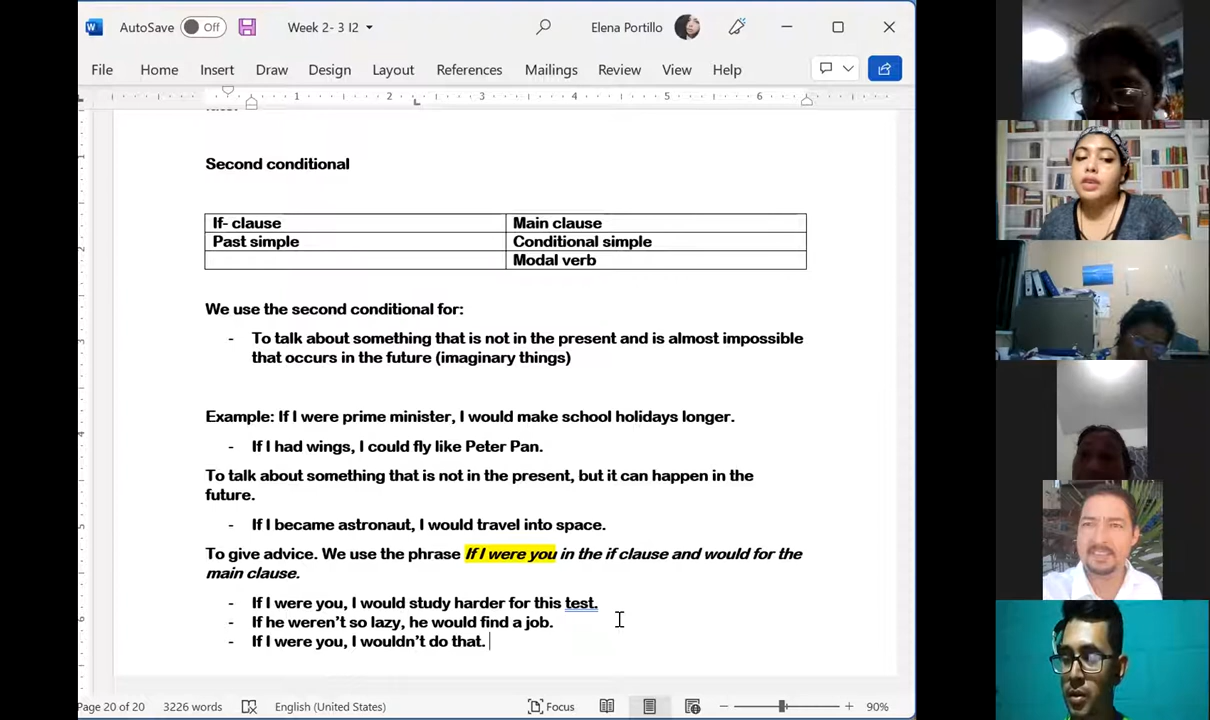 AutoSave Off Week 2- 3 I2 Elena Portillo
File Home Insert Draw Design Layout References Mailings Review View Help
1 2 3 4 5 6
Second conditional
If- clause Main clause
Past simple Conditional simple
Modal verb
We use the second conditional for:
- To talk about something that is not in the present and is almost impossible
that occurs in the future (imaginary things)
Example: If I were prime minister, I would make school holidays longer.
- If I had wings, I could fly like Peter Pan.
To talk about something that is not in the present, but it can happen in the
future.
- If I became astronaut, I would travel into space.
To give advice. We use the phrase If I were you in the if clause and would for the
main clause.
- If I were you, I would study harder for this test.
- If he weren't so lazy, he would find a job.
- If I were you, I wouldn't do that.
Page 20 of 20 3226 words English (United States) Focus 90%